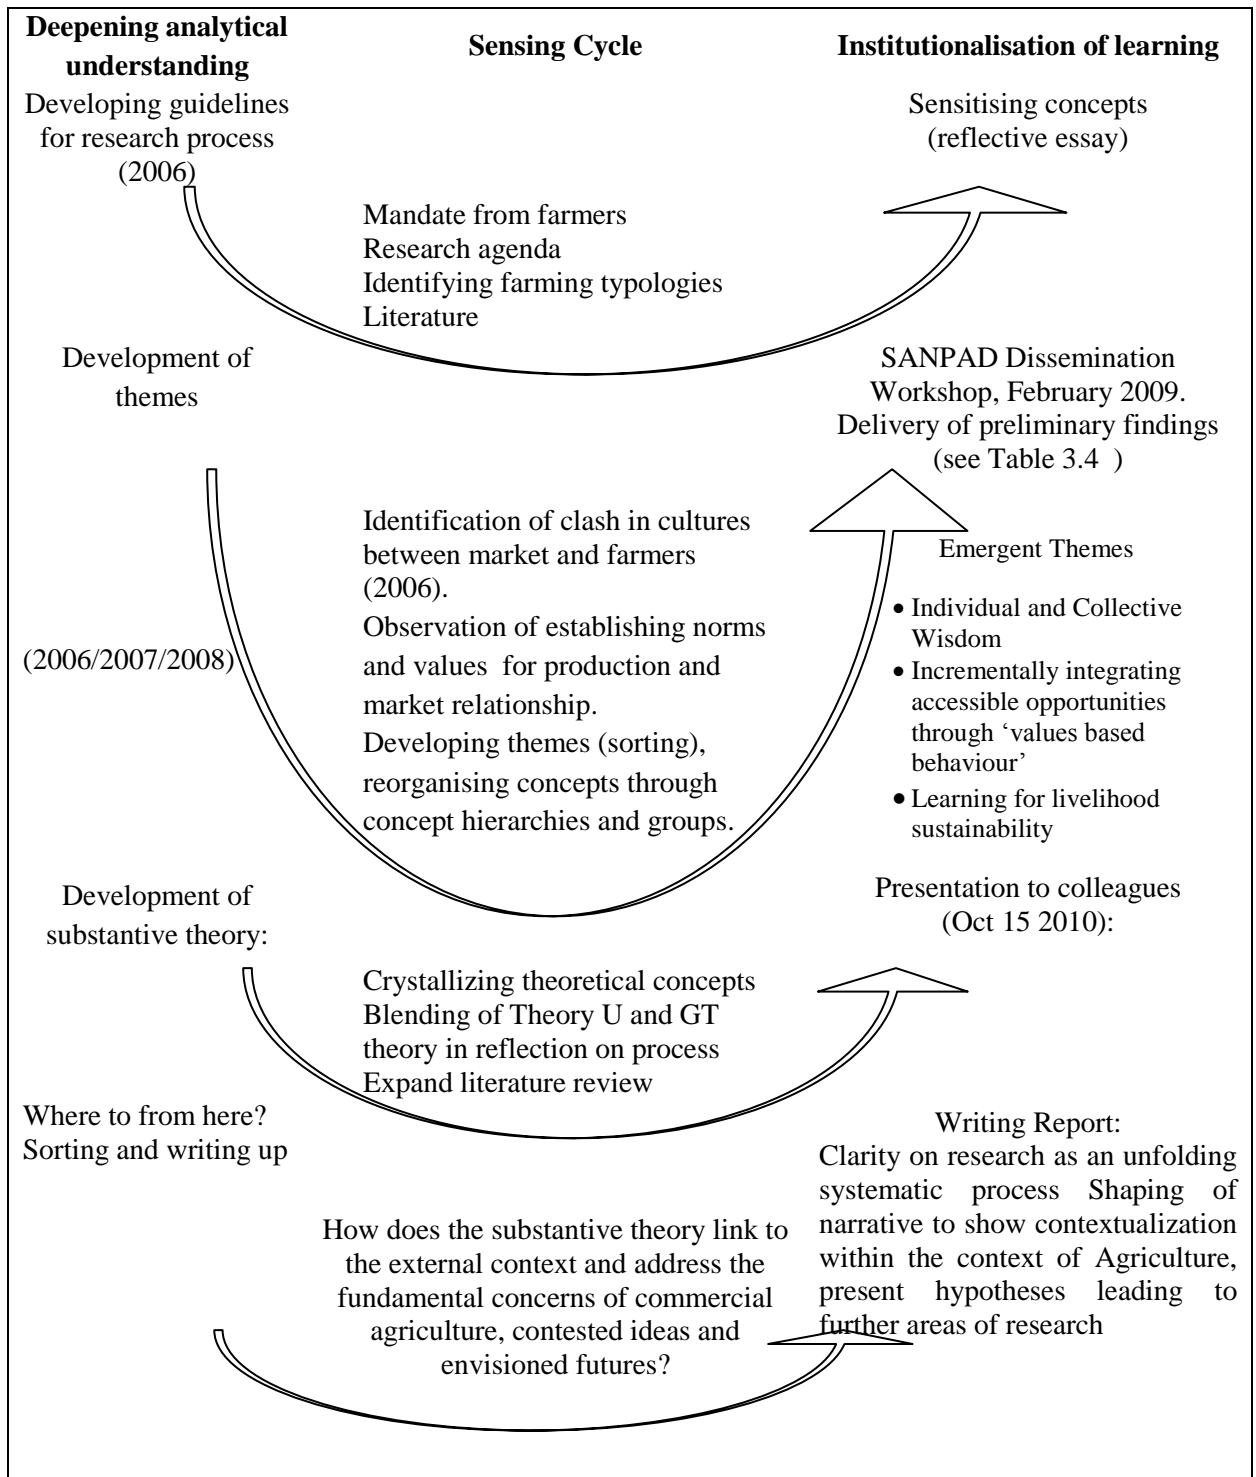 Deepening analytical
understanding
Sensing Cycle
Institutionalisation of learning
Developing guidelines
for research process
(2006)
Mandate from farmers
Research agenda
Identifying farming typologies
Literature
Sensitising concepts
(reflective essay)
Development of
themes
(2006/2007/2008)
Identification of clash in cultures
between market and farmers
(2006).
Observation of establishing norms
and values for production and
market relationship.
Developing themes (sorting),
reorganising concepts through
concept hierarchies and groups.
SANPAD Dissemination
Workshop, February 2009.
Delivery of preliminary findings
(see Table 3.4 )
Emergent Themes
• Individual and Collective
Wisdom
• Incrementally integrating
accessible opportunities
through ‘values based
behaviour’
• Learning for livelihood
sustainability
Development of
substantive theory:
Crystallizing theoretical concepts
Blending of Theory U and GT
theory in reflection on process
Expand literature review
Presentation to colleagues
(Oct 15 2010):
Where to from here?
Sorting and writing up
How does the substantive theory link to
the external context and address the
fundamental concerns of commercial
agriculture, contested ideas and
envisioned futures?
Writing Report:
Clarity on research as an unfolding
systematic process Shaping of
narrative to show contextualization
within the context of Agriculture,
present hypotheses leading to
further areas of research